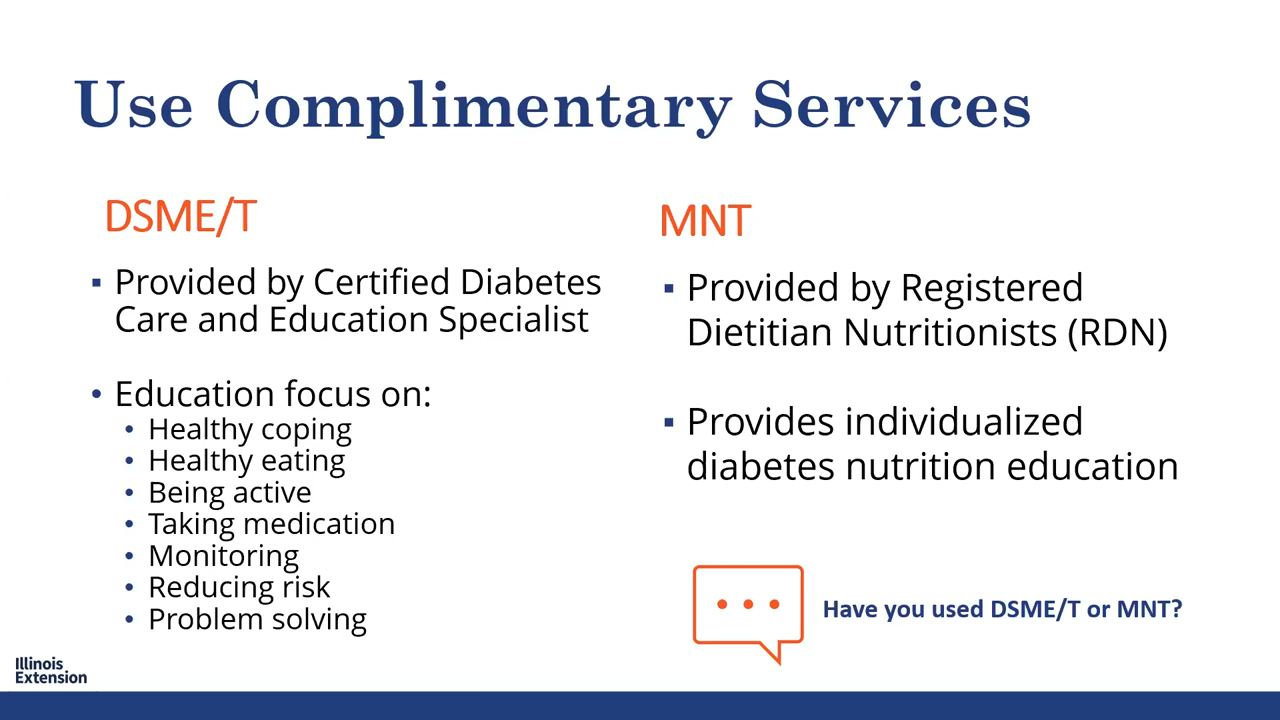 Use Complimentary Services
DSME/T
▪ Provided by Certified Diabetes
Care and Education Specialist
• Education focus on:
• Healthy coping
• Healthy eating
• Being active
• Taking medication
• Monitoring
• Reducing risk
• Problem solving
MNT
▪ Provided by Registered
Dietitian Nutritionists (RDN)
▪ Provides individualized
diabetes nutrition education
Have you used DSME/T or MNT?
Illinois
Extension